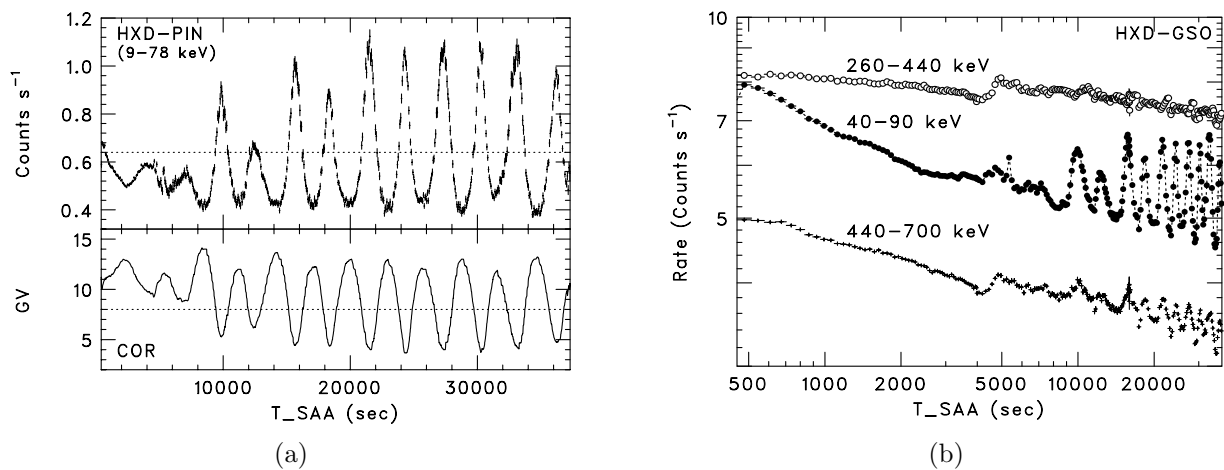 HXD-PIN
(9-78 keV)
1.2
1.0
0.8
0.6
0.4
Counts s⁻¹
15
10
5
GV
COR
10000 20000 30000
T_SAA (sec)
(a)
HXD-GSO
10
7
5
Rate (Counts s⁻¹)
260-440 keV
40-90 keV
440-700 keV
500 1000 2000 5000 10000 20000
T_SAA (sec)
(b)